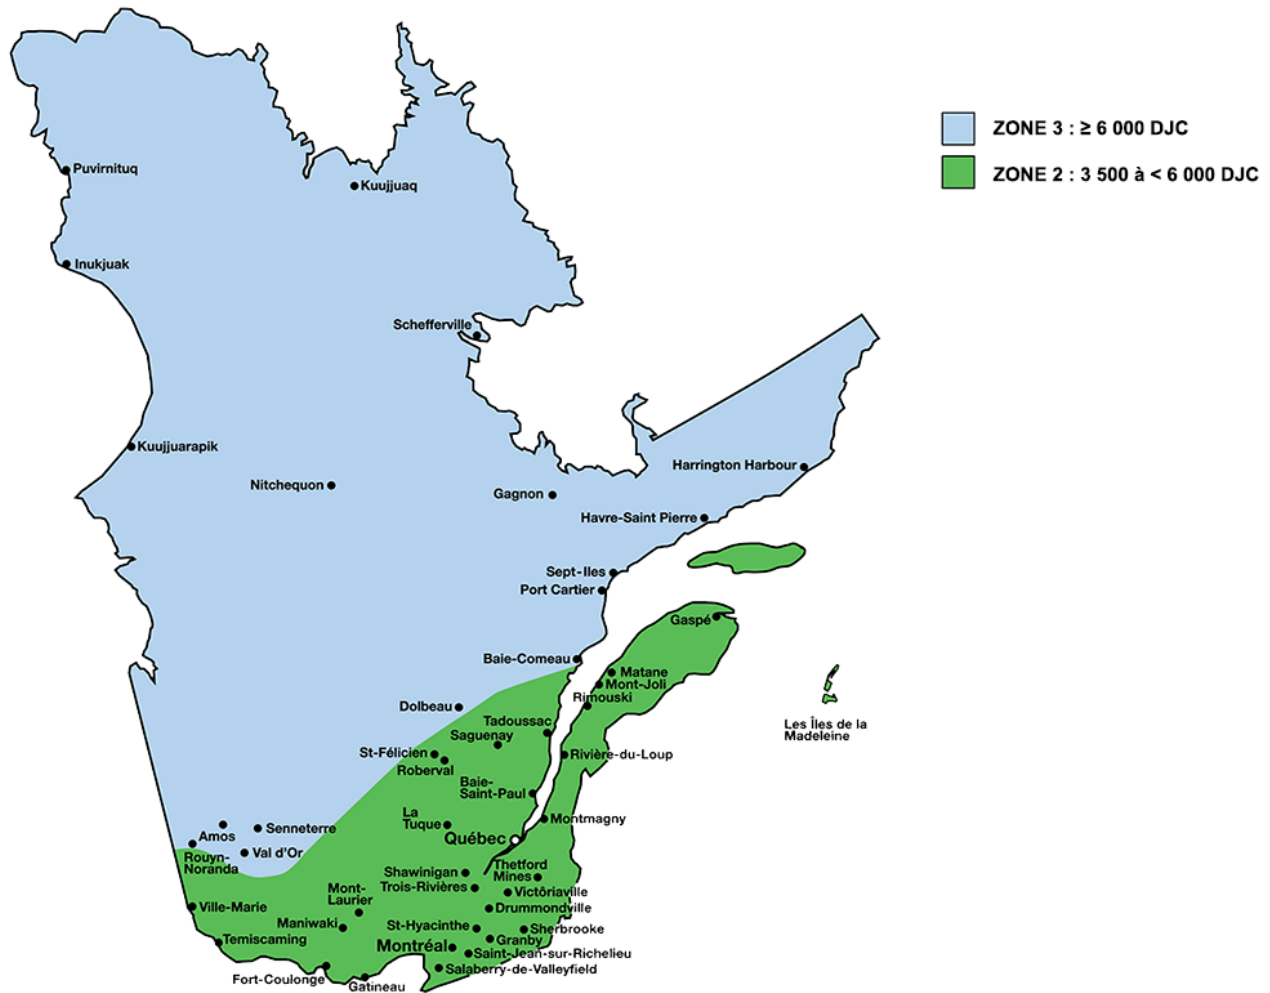 ZONE 3 : ≥ 6 000 DJC
ZONE 2 : 3 500 à < 6 000 DJC
Puvirnituq
Kuujjuaq
Inukjuak
Schefferville
Kuujjuarapik
Harrington Harbour
Nitchequon
Gagnon
Havre-Saint Pierre
Sept-Iles
Port Cartier
Gaspé
Baie-Comeau
Matane
Mont-Joli
Rimouski
Dolbeau
Tadoussac
Saguenay
Les Îles de la
Madeleine
St-Félicien
Rivière-du-Loup
Roberval
Baie-
Saint-Paul
La
Tuque
Montmagny
Senneterre
Amos
Québec
Val d'Or
Rouyn-
Noranda
Thetford
Mines
Shawinigan
Trois-Rivières
Mont-
Laurier
Victôriaville
Ville-Marie
Drummondville
Maniwaki
St-Hyacinthe
Sherbrooke
Temiscaming
Granby
Montréal
Saint-Jean-sur-Richelieu
Salaberry-de-Valleyfield
Fort-Coulonge
Gatineau